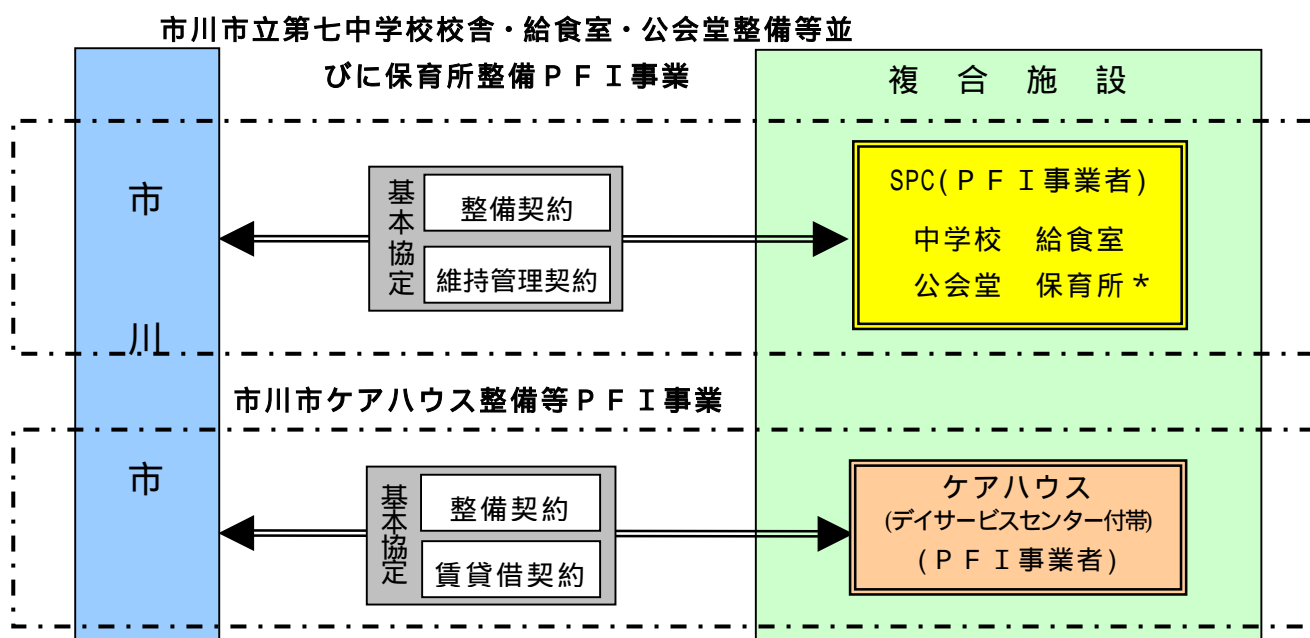 市川市立第七中学校校舎・給食室・公会堂整備等並
びに保育所整備ＰＦＩ事業
複合施設
市川市
基本協定
整備契約
維持管理契約
SPC(ＰＦＩ事業者)
中学校　給食室
公会堂　保育所＊
市川市ケアハウス整備等ＰＦＩ事業
基本協定
整備契約
賃貸借契約
ケアハウス
(デイサービスセンター付帯)
(ＰＦＩ事業者)